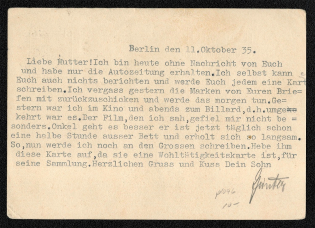 Berlin den 11.Oktober 35.
Liebe Mutter!Ich bin heute ohne Nachricht von Euch
und habe nur die Autozeitung erhalten.Ich selbst kann
Euch auch nichts berichten und werde Euch jedem eine Kart
schreiben.Ich vergass gestern die Marken von Euren Brie-
fen mit zurückzuschicken und werde das morgen tun.Ge-
stern war ich im Kino und abends zum Billard,d.h.umge
kehrt war es.Der Film,den ich sah,gefiel mir nicht be -
sonders.Onkel geht es besser er ist jetzt täglich schon
eine halbe Stunde ausser Bett und erholt sich so langsam.
So,nun werde ich noch an den Grossen schreiben.Hebe ihm
diese Karte auf,da sie eine Wohltätigkeitskarte ist,für
seine Sammlung.Herzlichen Gruss und Kuss Dein Sohn
Günter